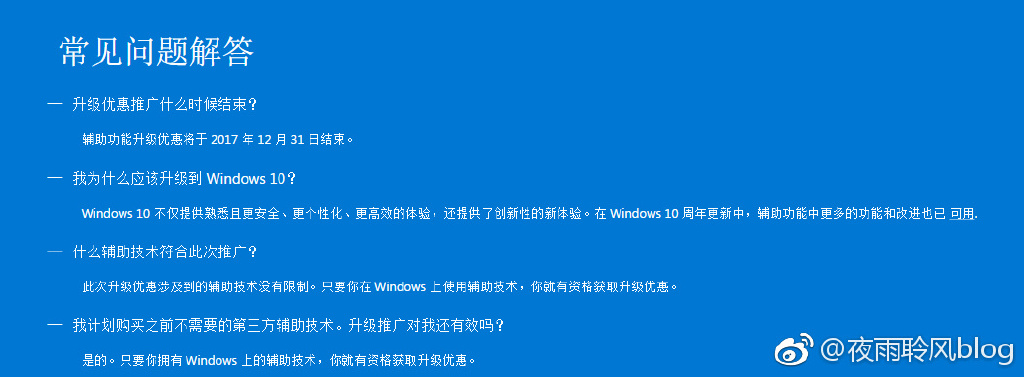 常见问题解答
— 升级优惠推广什么时候结束？
辅助功能升级优惠将于 2017 年 12 月 31 日结束。
— 我为什么应该升级到 Windows 10？
Windows 10 不仅提供熟悉且更安全、更个性化、更高效的体验，还提供了创新性的新体验。在 Windows 10 周年更新中，辅助功能中更多的功能和改进也已 可用.
— 什么辅助技术符合此次推广？
此次升级优惠涉及到的辅助技术没有限制。只要你在 Windows 上使用辅助技术，你就有资格获取升级优惠。
— 我计划购买之前不需要的第三方辅助技术。升级推广对我还有效吗？
是的。只要你拥有 Windows 上的辅助技术，你就有资格获取升级优惠。
@夜雨聆风blog